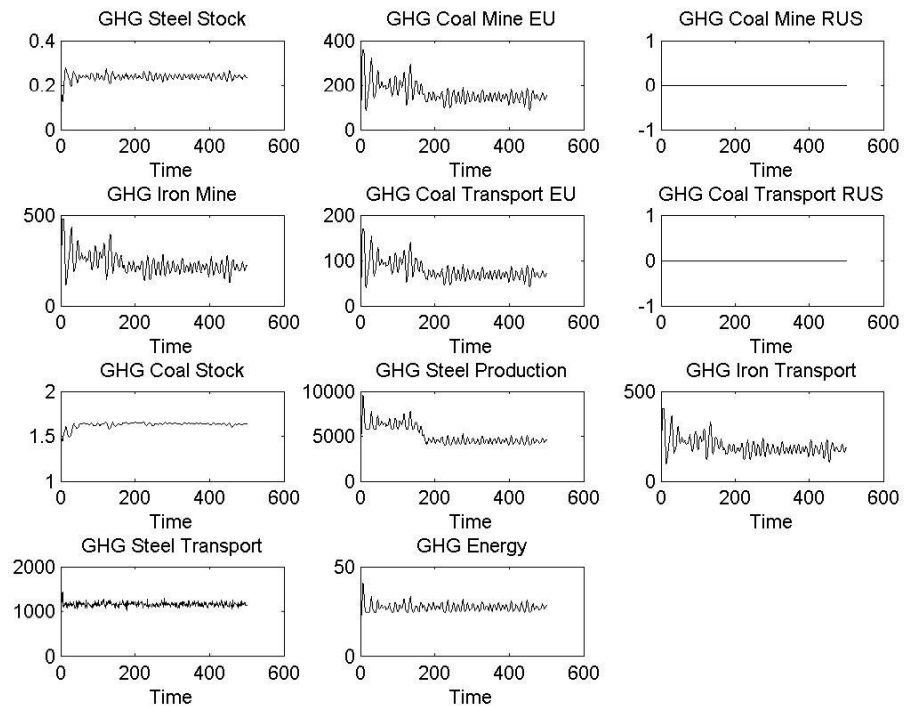 GHG Steel Stock
0.4
0.2
0
0 200 400 600
Time
GHG Coal Mine EU
400
200
0
0 200 400 600
Time
GHG Coal Mine RUS
1
0
-1
0 200 400 600
Time
GHG Iron Mine
500
0
0 200 400 600
Time
GHG Coal Transport EU
200
100
0
0 200 400 600
Time
GHG Coal Transport RUS
1
0
-1
0 200 400 600
Time
GHG Coal Stock
2
1.5
1
0 200 400 600
Time
GHG Steel Production
10000
5000
0
0 200 400 600
Time
GHG Iron Transport
500
0
0 200 400 600
Time
GHG Steel Transport
2000
1000
0
0 200 400 600
Time
GHG Energy
50
0
0 200 400 600
Time